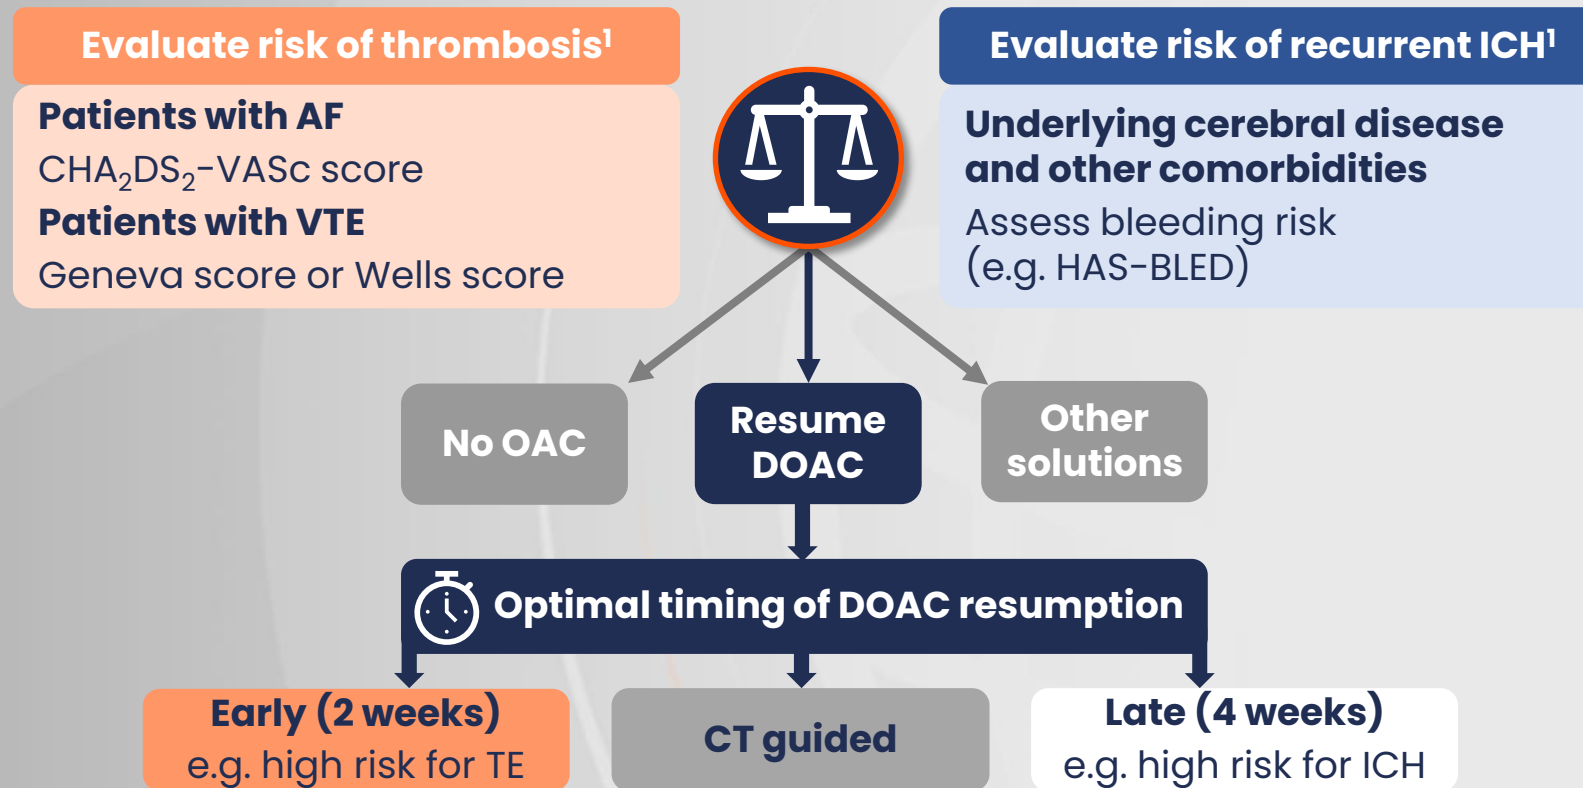 Evaluate risk of thrombosis¹
Patients with AF
CHA₂DS₂-VASc score
Patients with VTE
Geneva score or Wells score
Evaluate risk of recurrent ICH¹
Underlying cerebral disease
and other comorbidities
Assess bleeding risk
(e.g. HAS-BLED)
No OAC
Resume
DOAC
Other
solutions
Optimal timing of DOAC resumption
Early (2 weeks)
e.g. high risk for TE
CT guided
Late (4 weeks)
e.g. high risk for ICH